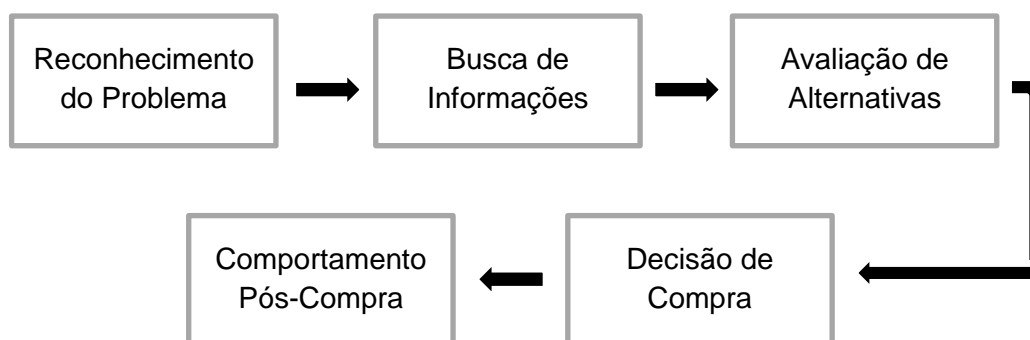 Reconhecimento
do Problema
Busca de
Informações
Avaliação de
Alternativas
Decisão de
Compra
Comportamento
Pós-Compra